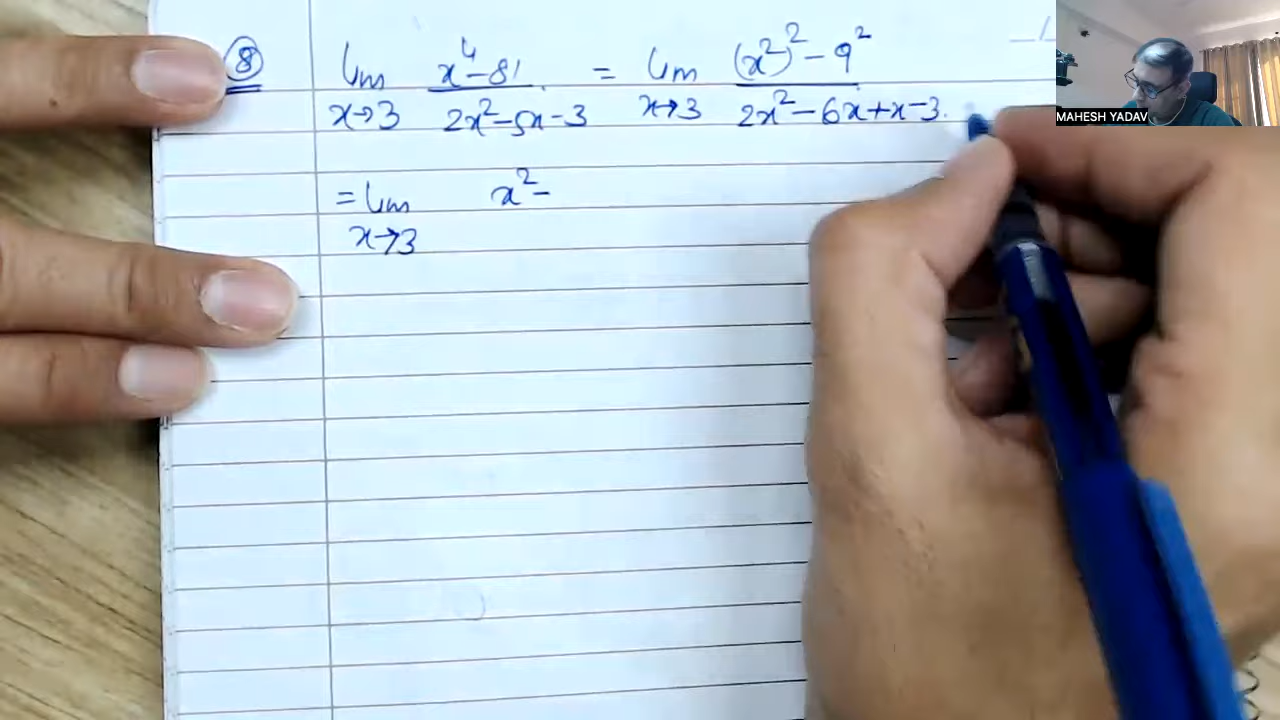 ⑧ Lim x⁴-81 = Lim (x²)²-9²
x→3 2x²-5x-3 x→3 2x²-6x+x-3.
=Lim x²-
x→3
MAHESH YADAV